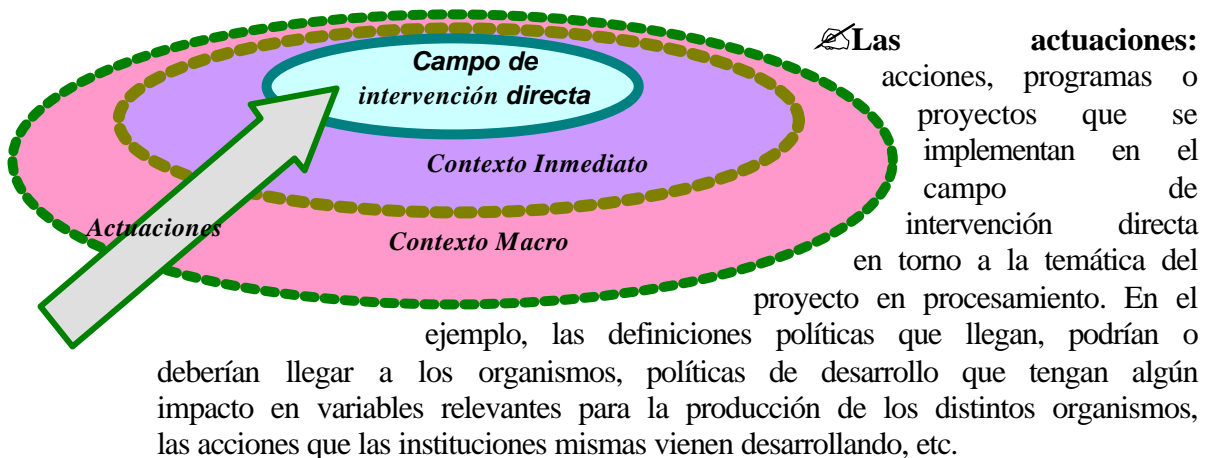 Campo de
intervención directa
Contexto Inmediato
Actuaciones
Contexto Macro
✍Las actuaciones:
acciones, programas o
proyectos que se
implementan en el
campo de
intervención directa
en torno a la temática del
proyecto en procesamiento. En el
ejemplo, las definiciones políticas que llegan, podrían o
deberían llegar a los organismos, políticas de desarrollo que tengan algún
impacto en variables relevantes para la producción de los distintos organismos,
las acciones que las instituciones mismas vienen desarrollando, etc.